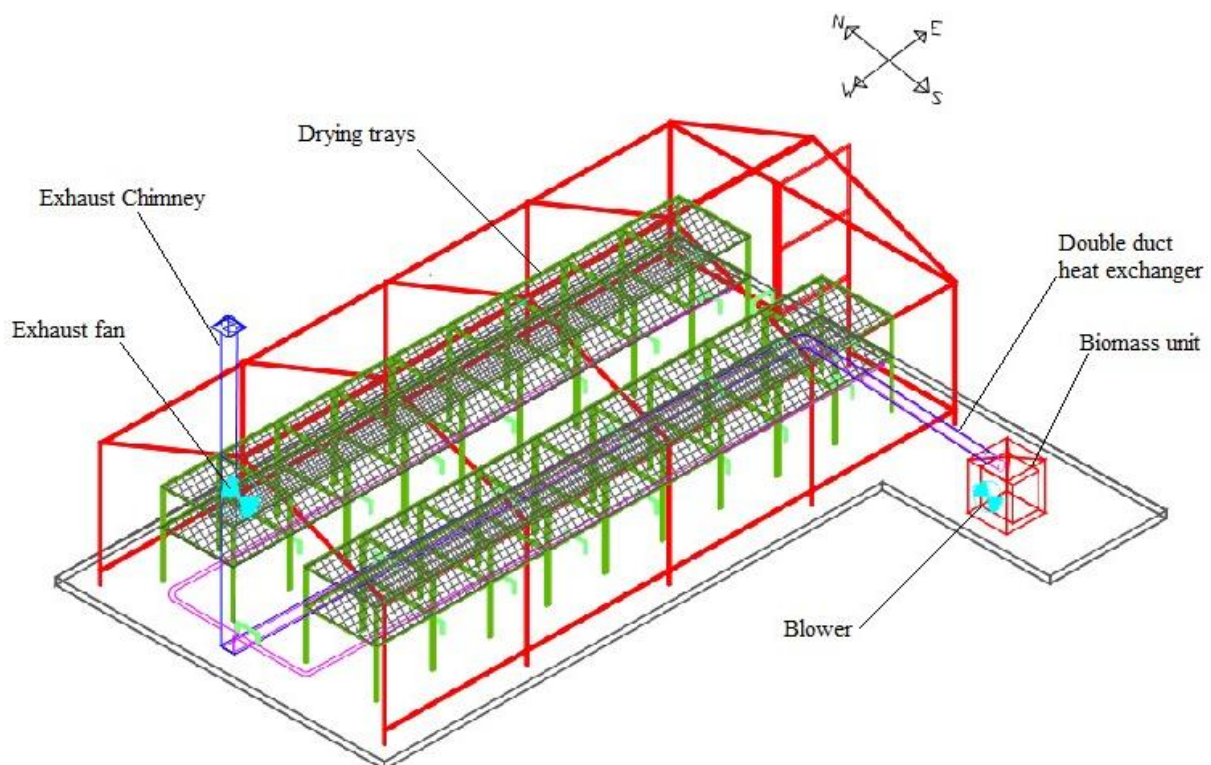 N
E
W
S
Drying trays
Exhaust Chimney
Exhaust fan
Double duct
heat exchanger
Biomass unit
Blower